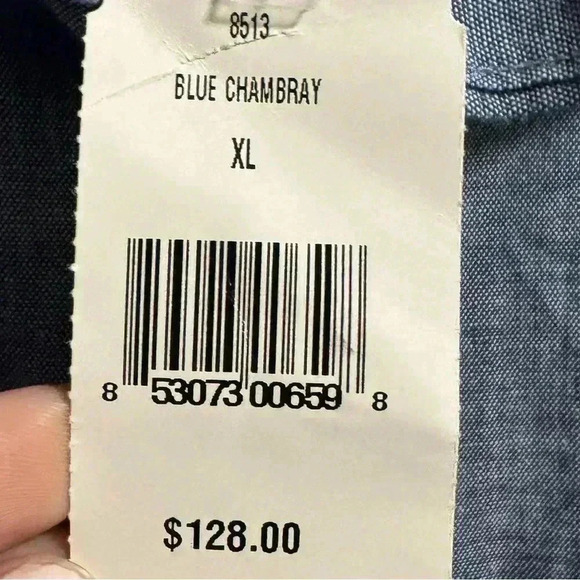 8513
BLUE CHAMBRAY
XL
8 53073 00659 8
$128.00